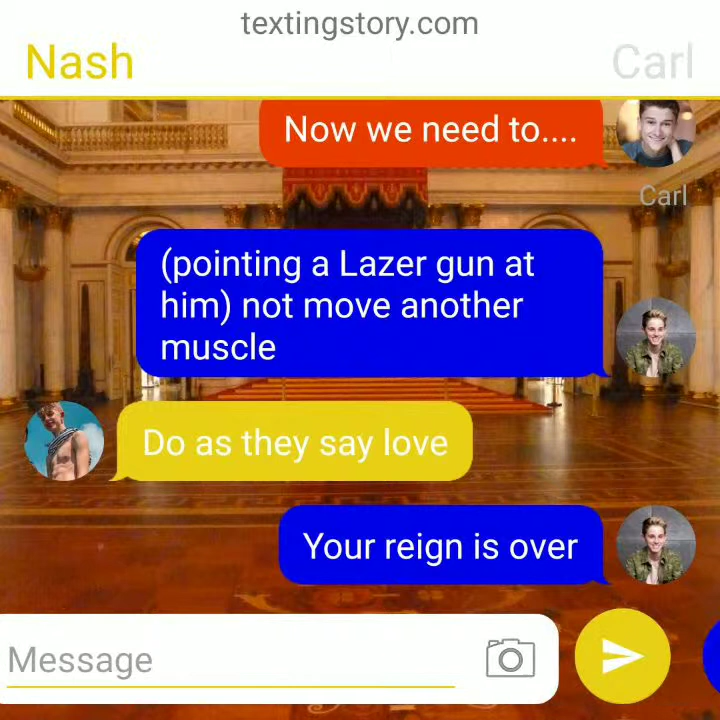 textingstory.com
Nash
Carl
Now we need to....
Carl
(pointing a Lazer gun at
him) not move another
muscle
Do as they say love
Your reign is over
Message